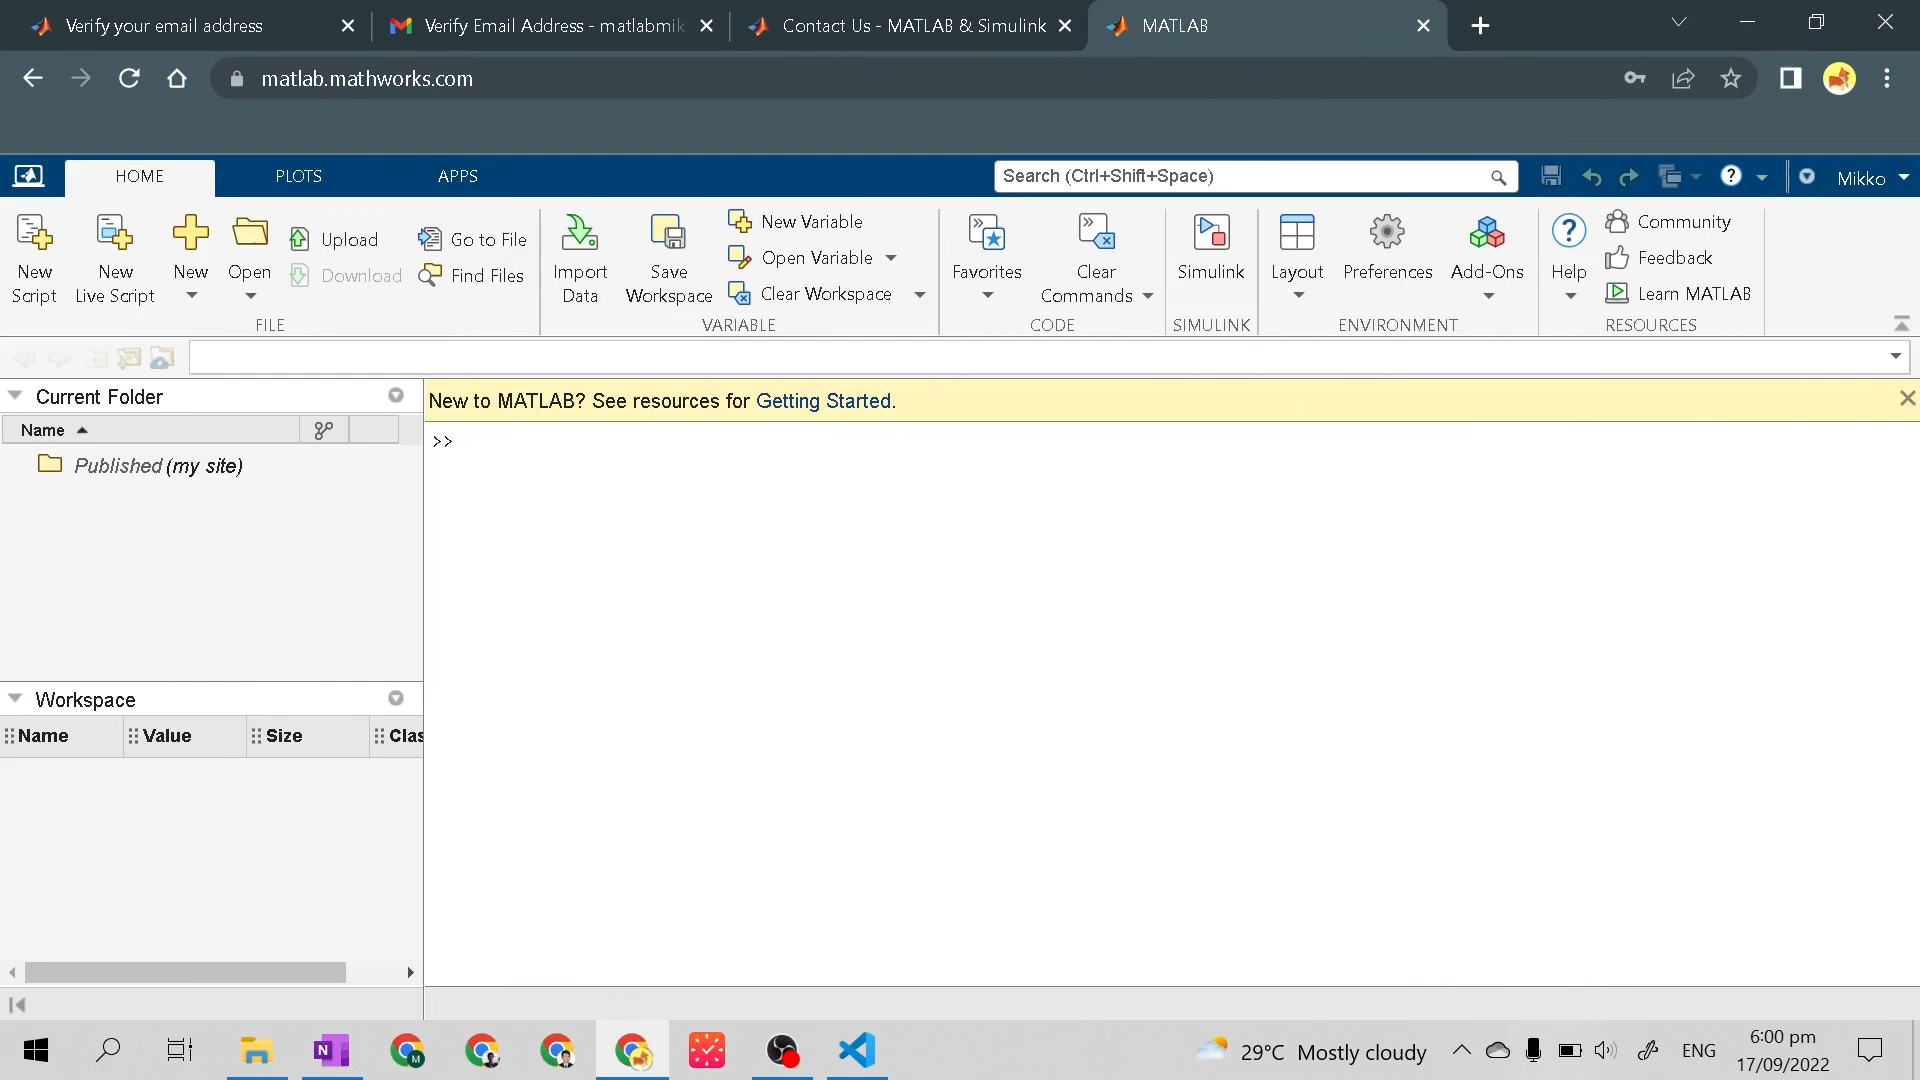 Verify your email address
Verify Email Address - matlabmik
Contact Us - MATLAB & Simulink
MATLAB
matlab.mathworks.com
HOME
PLOTS
APPS
Search (Ctrl+Shift+Space)
Mikko
New Script
New Live Script
New
Open
Upload
Download
Go to File
Find Files
FILE
Import Data
Save Workspace
New Variable
Open Variable
Clear Workspace
VARIABLE
Favorites
Clear Commands
CODE
Simulink
SIMULINK
Layout
Preferences
Add-Ons
ENVIRONMENT
Help
Community
Feedback
Learn MATLAB
RESOURCES
Current Folder
Name
Published (my site)
New to MATLAB? See resources for Getting Started.
>>
Workspace
Name Value Size Clas
29°C Mostly cloudy
ENG
6:00 pm
17/09/2022